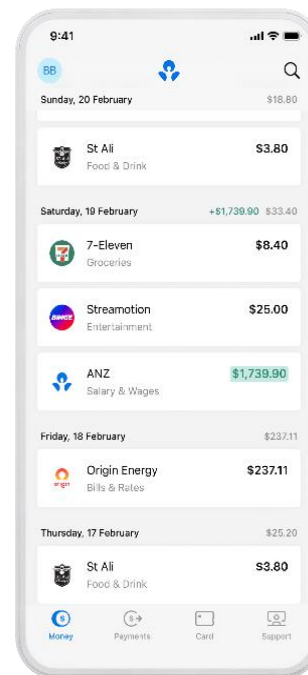 9:41
BB
Sunday, 20 February $18.80
St Ali $3.80
Food & Drink
Saturday, 19 February +$1,739.90 $33.40
7-Eleven $8.40
Groceries
Streamotion $25.00
BINGE
Entertainment
ANZ $1,739.90
Salary & Wages
Friday, 18 February $237.11
Origin Energy $237.11
origin
Bills & Rates
Thursday, 17 February $25.20
St Ali $3.80
Food & Drink
Money Payments Card Support